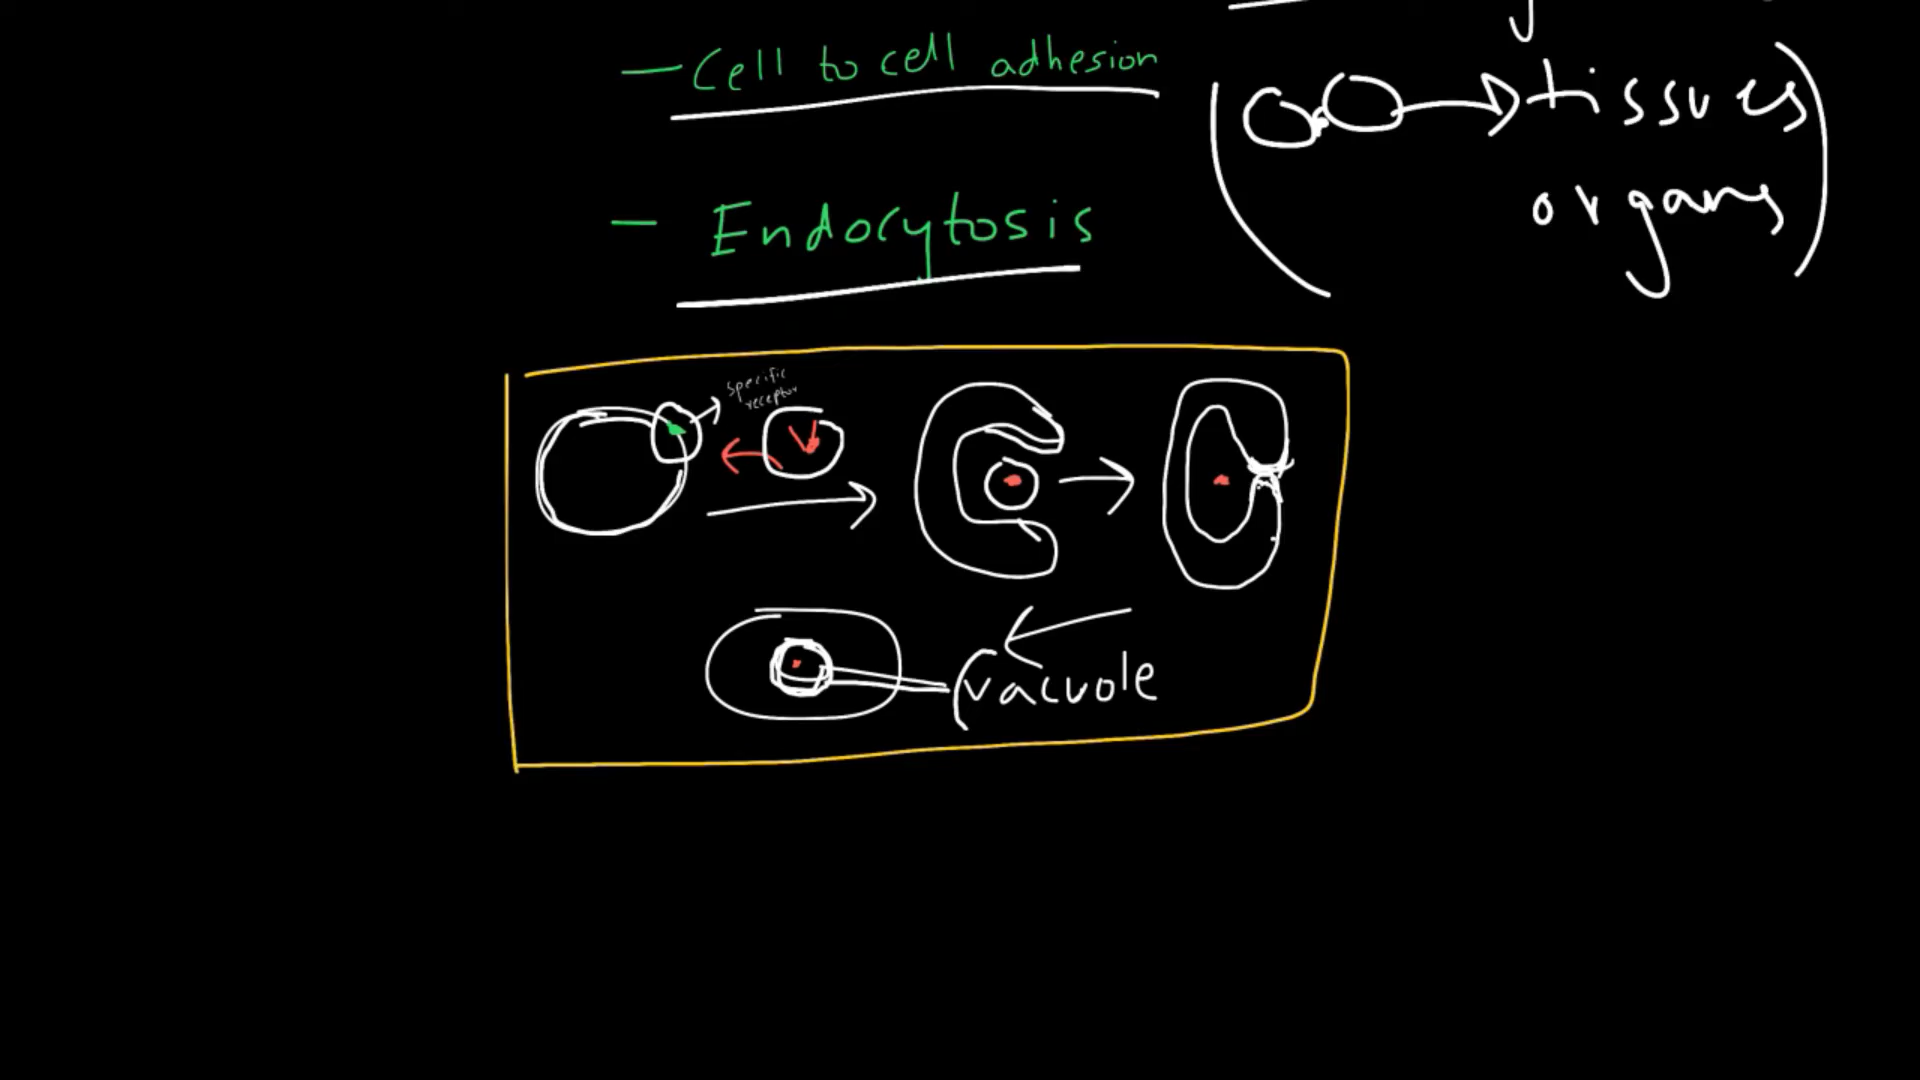 — Cell to cell adhesion
tissues
organs
- Endocytosis
specific
receptor
V
vacuole